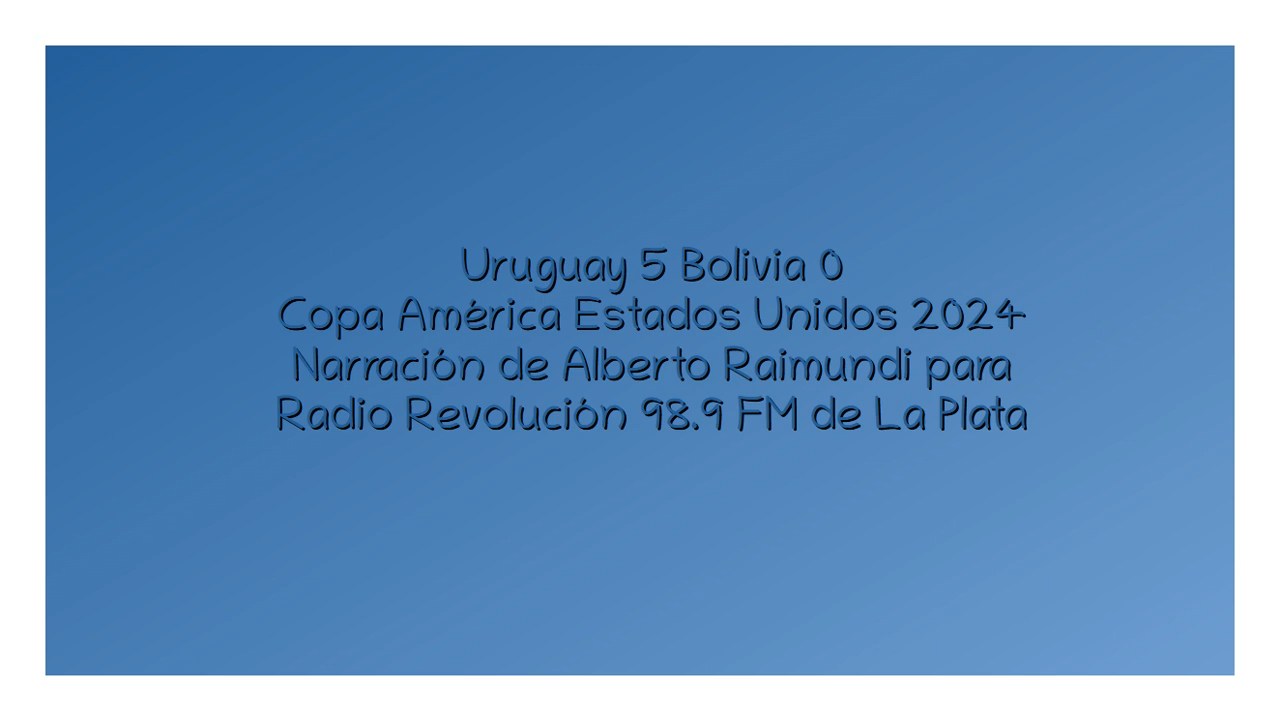 Uruguay 5 Bolivia 0
Copa América Estados Unidos 2024
Narración de Alberto Raimundi para
Radio Revolución 98.9 FM de La Plata